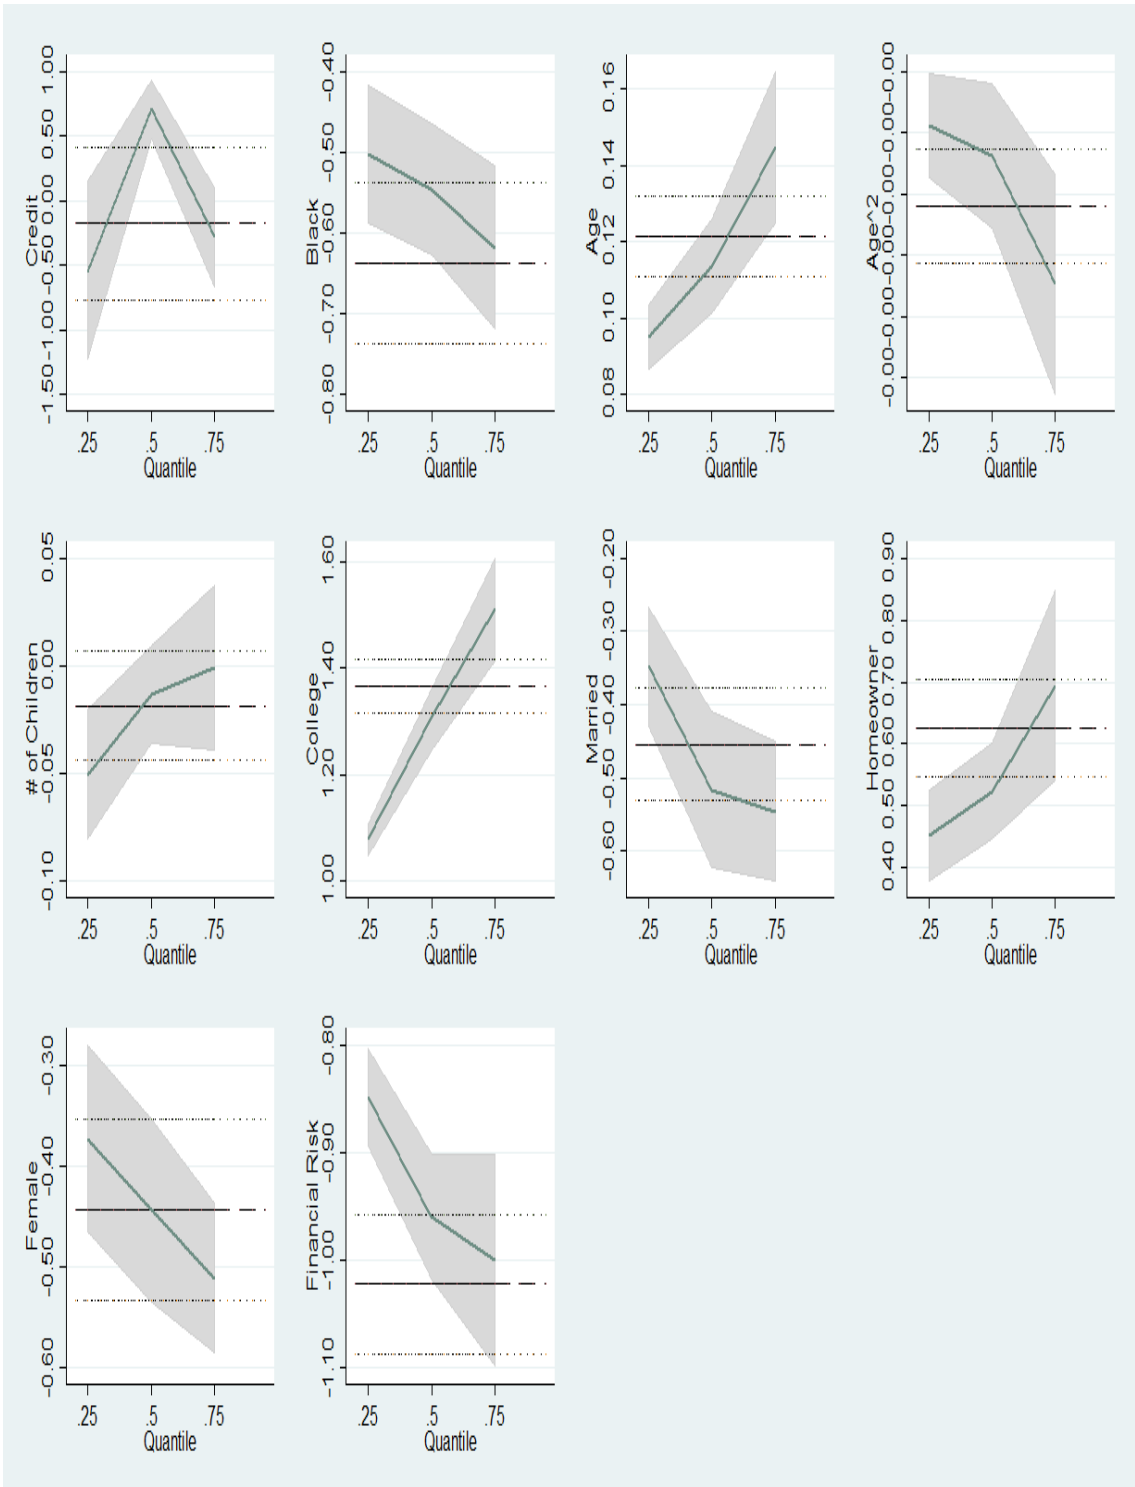 Credit
1.00
0.50
0.00
-0.50
-1.00
-1.50
.25 .5 .75
Quantile
Black
-0.40
-0.50
-0.60
-0.70
-0.80
.25 .5 .75
Quantile
Age
0.16
0.14
0.12
0.10
0.08
.25 .5 .75
Quantile
Age^2
-0.00
-0.00
-0.00
-0.00
-0.00
-0.00
.25 .5 .75
Quantile
# of Children
0.05
0.00
-0.05
-0.10
.25 .5 .75
Quantile
College
1.60
1.40
1.20
1.00
.25 .5 .75
Quantile
Married
-0.20
-0.30
-0.40
-0.50
-0.60
.25 .5 .75
Quantile
Homeowner
0.90
0.80
0.70
0.60
0.50
0.40
.25 .5 .75
Quantile
Female
-0.30
-0.40
-0.50
-0.60
.25 .5 .75
Quantile
Financial Risk
-0.80
-0.90
-1.00
-1.10
.25 .5 .75
Quantile